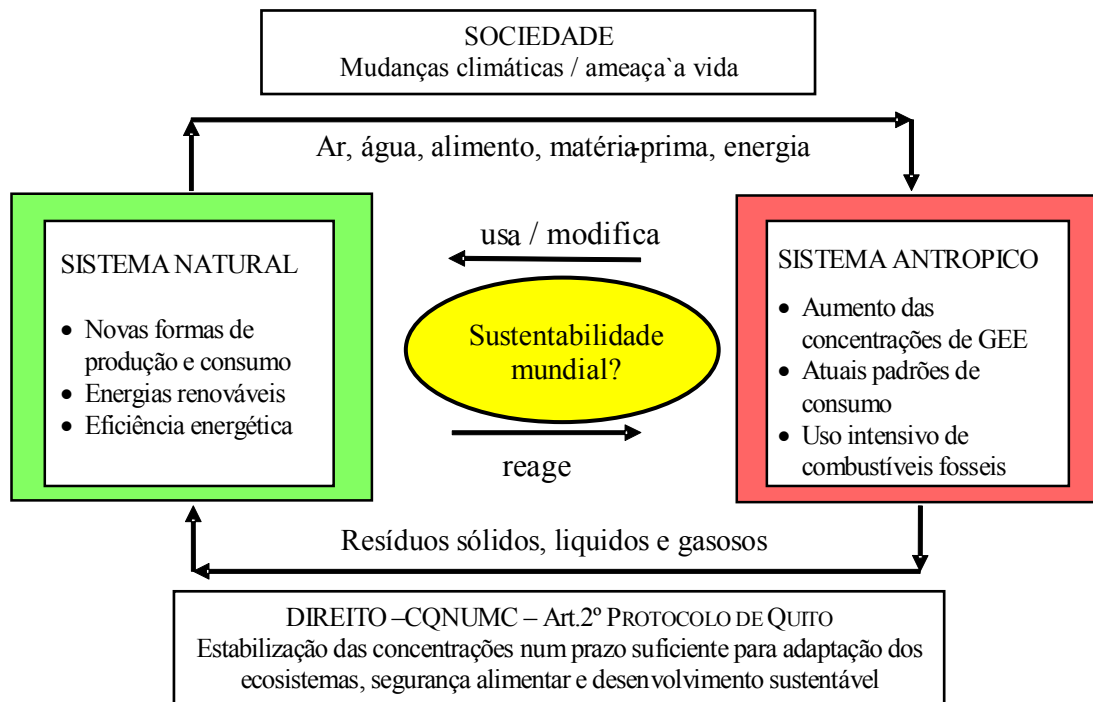 SOCIEDADE
Mudanças climáticas / ameaça`a vida
Ar, água, alimento, matéria-prima, energia
SISTEMA NATURAL
• Novas formas de
produção e consumo
• Energias renováveis
• Eficiência energética
usa / modifica
Sustentabilidade
mundial?
reage
SISTEMA ANTROPICO
• Aumento das
concentrações de GEE
• Atuais padrões de
consumo
• Uso intensivo de
combustíveis fosseis
Resíduos sólidos, liquidos e gasosos
DIREITO –CQNUMC – Art.2º PROTOCOLO DE QUITO
Estabilização das concentrações num prazo suficiente para adaptação dos
ecosistemas, segurança alimentar e desenvolvimento sustentável